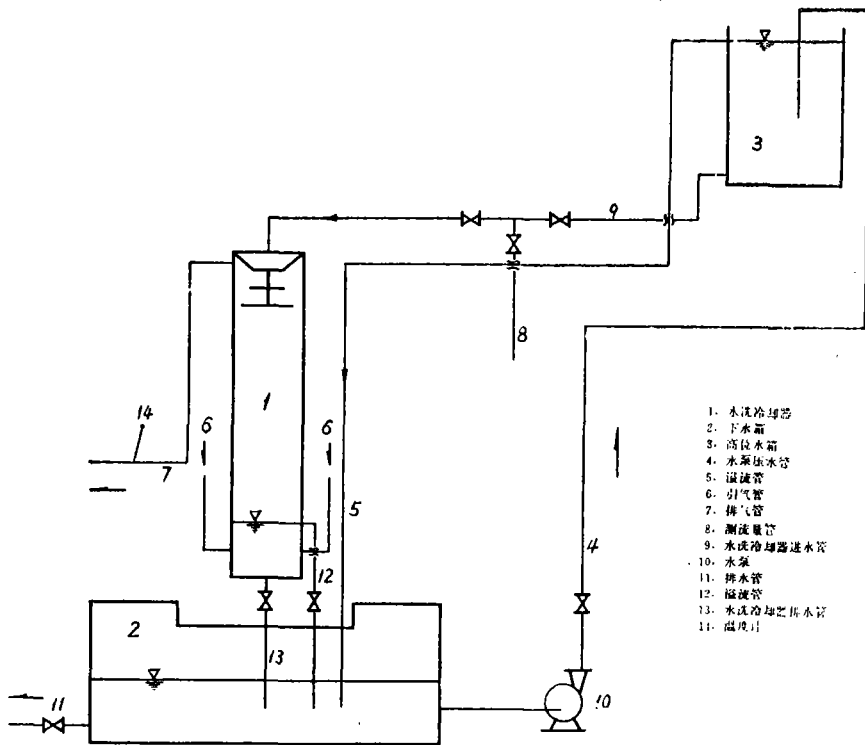 3
9
8
1
14
6
6
7
5
12
4
2
13
11
10
1. 水洗冷却器
2. 下水箱
3. 高位水箱
4. 水泵压水管
5. 溢流管
6. 引气管
7. 排气管
8. 测流量管
9. 水洗冷却器进水管
10. 水泵
11. 排水管
12. 溢流管
13. 水洗冷却器排水管
14. 温度计